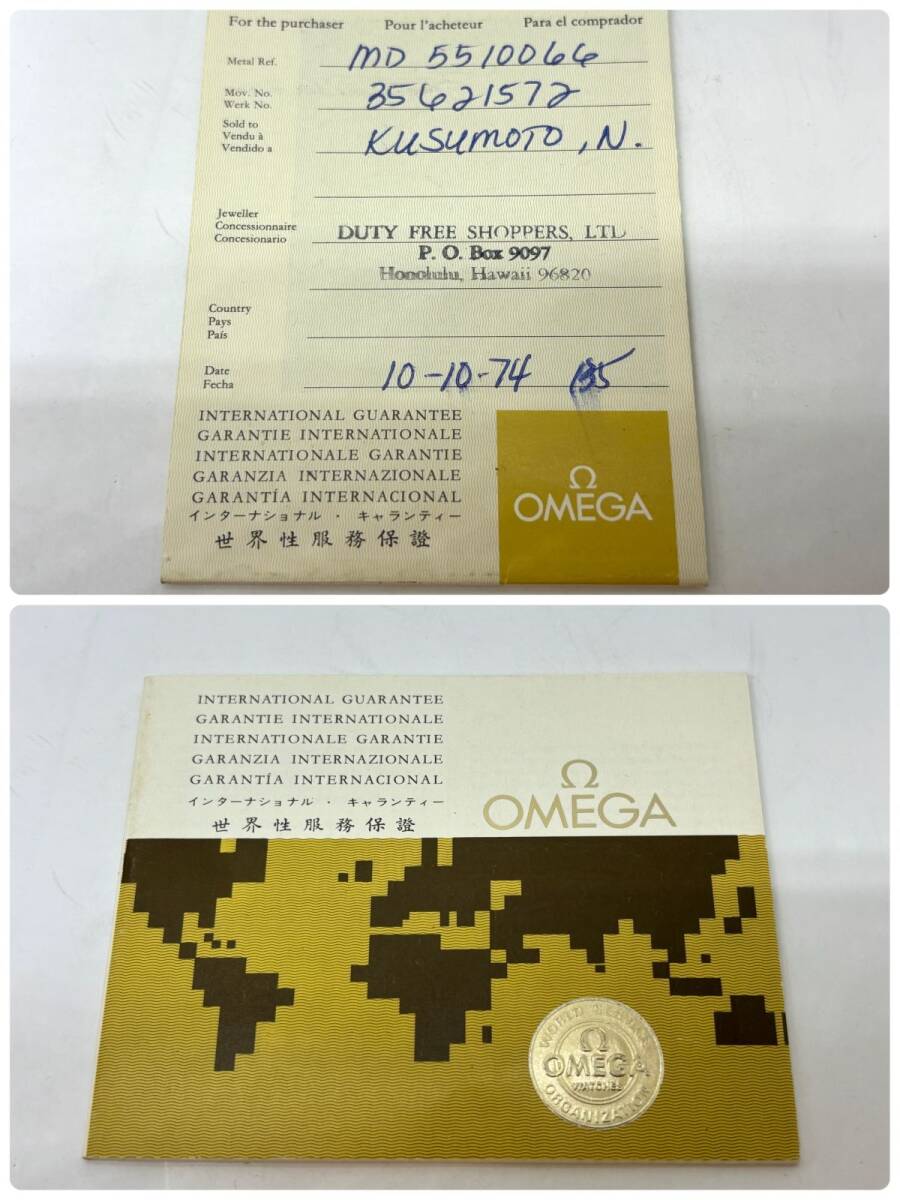 For the purchaser Pour l'acheteur Para el comprador
Metal Ref. MD 5510066
Mov. No. 35621572
Werk No.
Sold to KUSUMOTO, N.
Vendu à
Vendido a
Jeweller
Concessionnaire
Concesionario
DUTY FREE SHOPPERS, LTD
P. O. Box 9097
Honolulu, Hawaii 96820
Country
Pays
País
Date 10-10-74
Fecha
INTERNATIONAL GUARANTEE
GARANTIE INTERNATIONALE
INTERNATIONALE GARANTIE
GARANZIA INTERNAZIONALE
GARANTÍA INTERNACIONAL
インターナショナル・キャランティー
世界性服務保證
Ω
OMEGA
INTERNATIONAL GUARANTEE
GARANTIE INTERNATIONALE
INTERNATIONALE GARANTIE
GARANZIA INTERNAZIONALE
GARANTÍA INTERNACIONAL
インターナショナル・キャランティー
世界性服務保證
Ω
OMEGA
WORLD SERVICE
Ω
OMEGA
WATCHES
ORGANIZATION